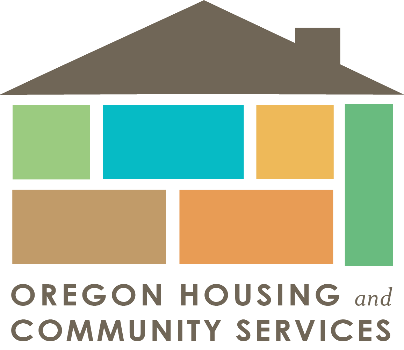 OREGON HOUSING and
COMMUNITY SERVICES